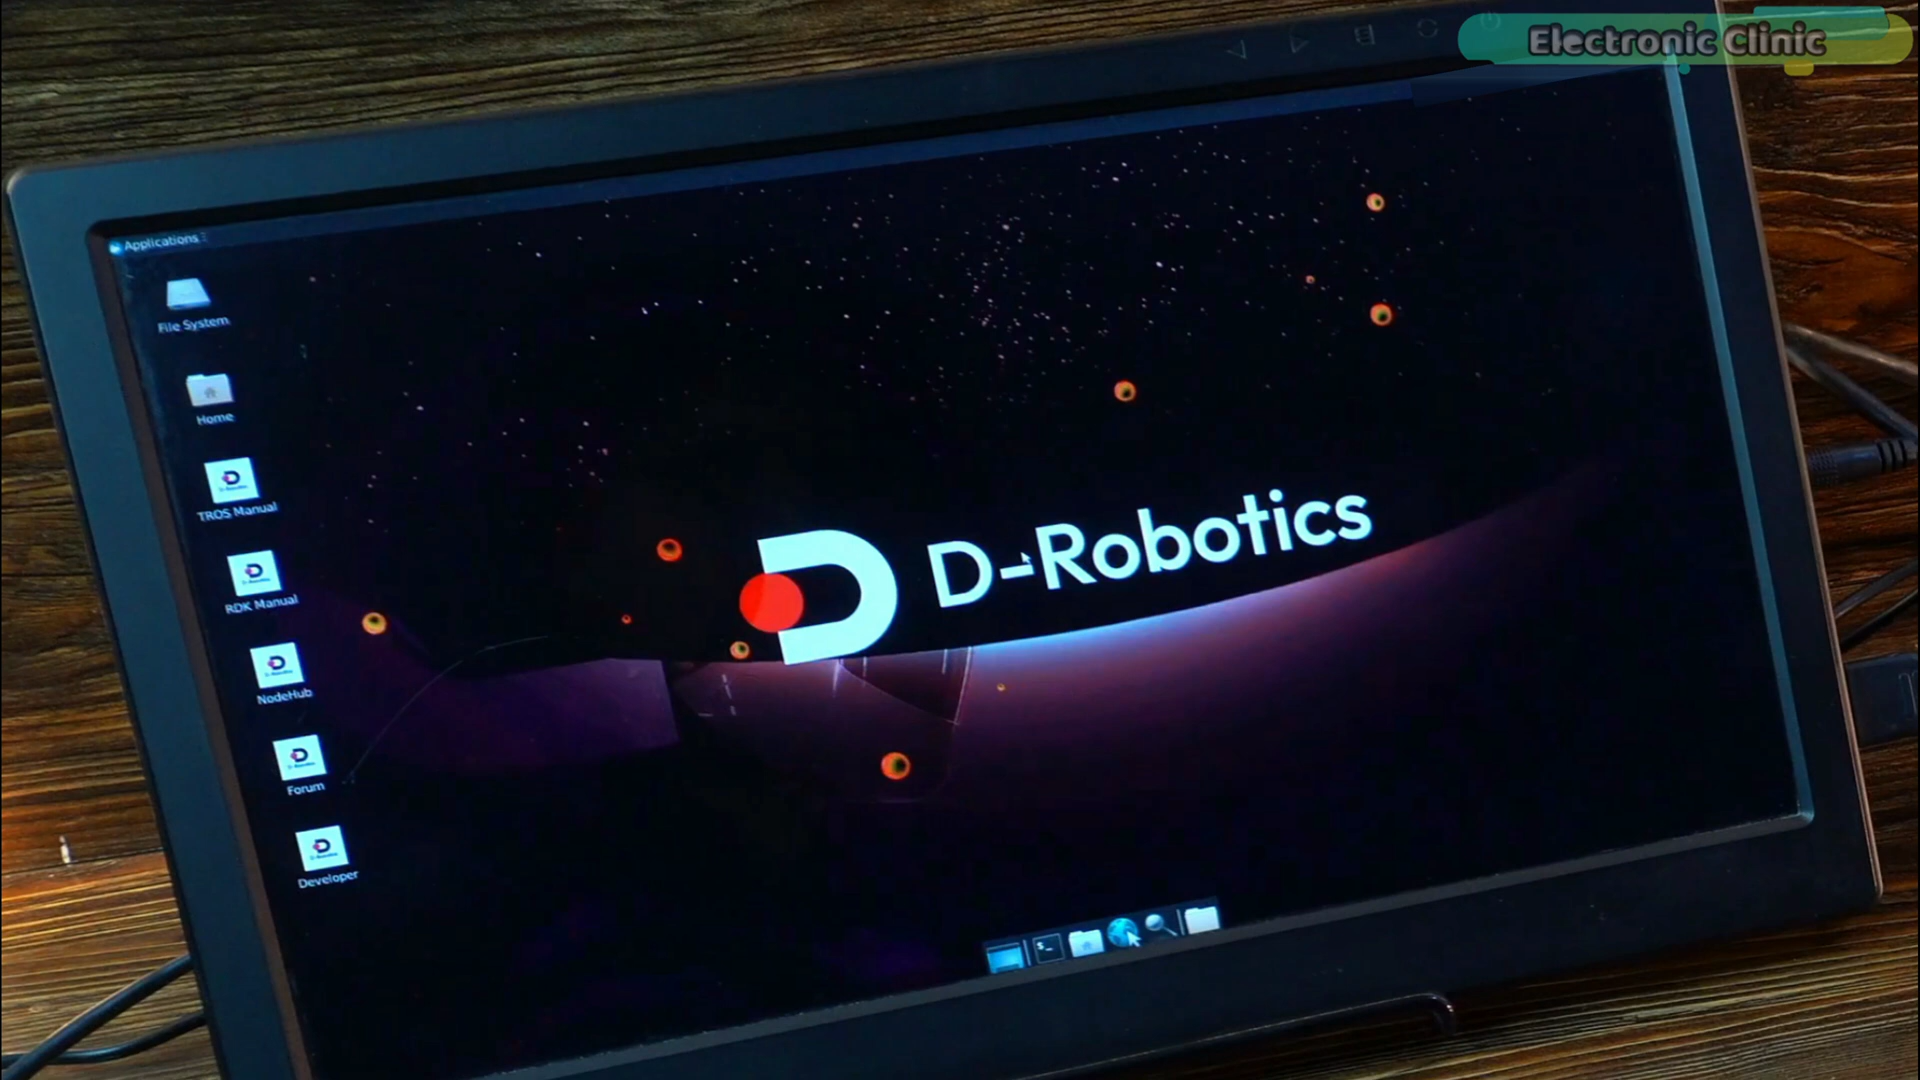 Electronic Clinic
Applications
File System
Home
TROS Manual
RDK Manual
NodeHub
Forum
Developer
D-Robotics